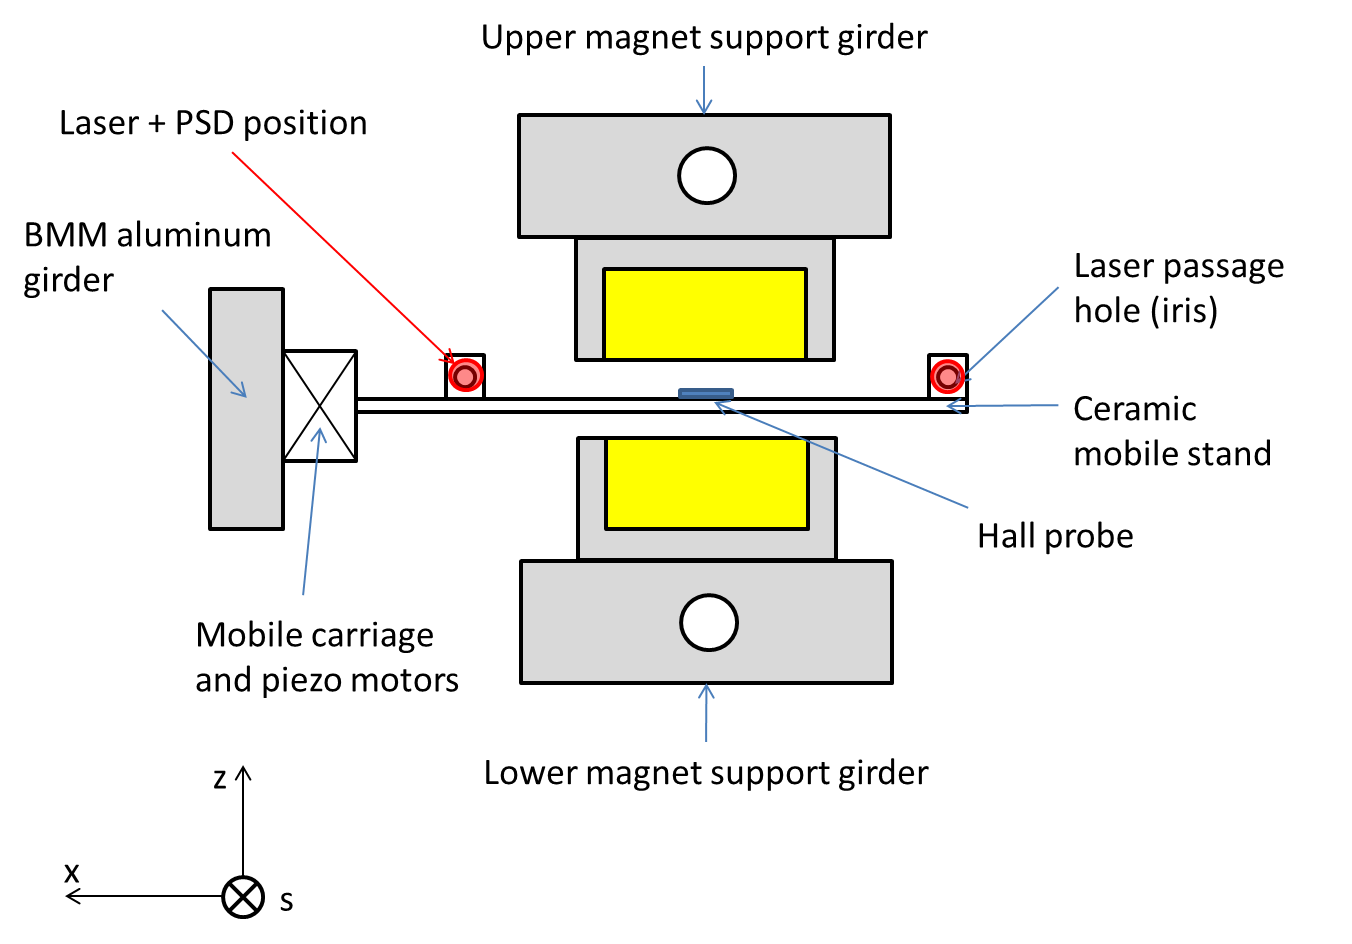 Upper magnet support girder
Laser + PSD position
BMM aluminum
girder
Laser passage
hole (iris)
Ceramic
mobile stand
Hall probe
Mobile carriage
and piezo motors
Lower magnet support girder
z
x
s